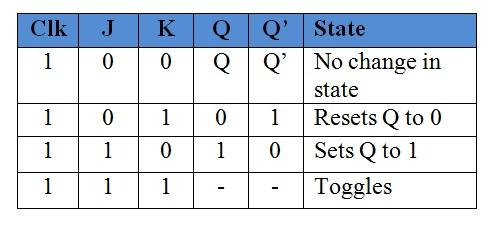 Clk J K Q Q’ State
1 0 0 Q Q’ No change in
state
1 0 1 0 1 Resets Q to 0
1 1 0 1 0 Sets Q to 1
1 1 1 - - Toggles